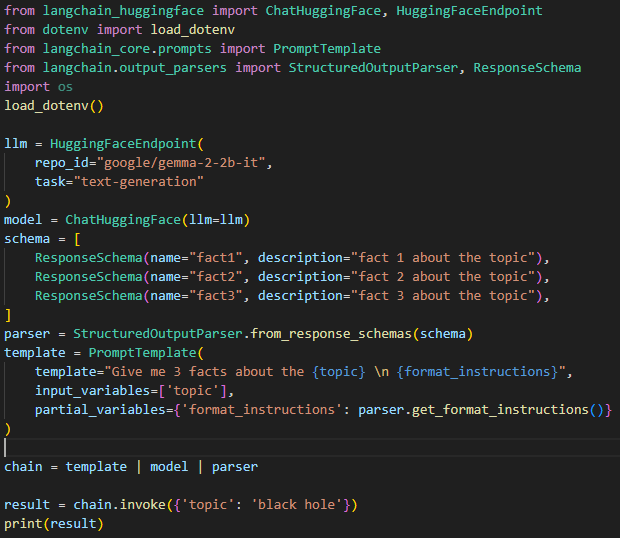 from langchain_huggingface import ChatHuggingFace, HuggingFaceEndpoint
from dotenv import load_dotenv
from langchain_core.prompts import PromptTemplate
from langchain.output_parsers import StructuredOutputParser, ResponseSchema
import os
load_dotenv()

llm = HuggingFaceEndpoint(
    repo_id="google/gemma-2-2b-it",
    task="text-generation"
)
model = ChatHuggingFace(llm=llm)
schema = [
    ResponseSchema(name="fact1", description="fact 1 about the topic"),
    ResponseSchema(name="fact2", description="fact 2 about the topic"),
    ResponseSchema(name="fact3", description="fact 3 about the topic"),
]
parser = StructuredOutputParser.from_response_schemas(schema)
template = PromptTemplate(
    template="Give me 3 facts about the {topic} \n {format_instructions}",
    input_variables=['topic'],
    partial_variables={'format_instructions': parser.get_format_instructions()}
)

chain = template | model | parser

result = chain.invoke({'topic': 'black hole'})
print(result)